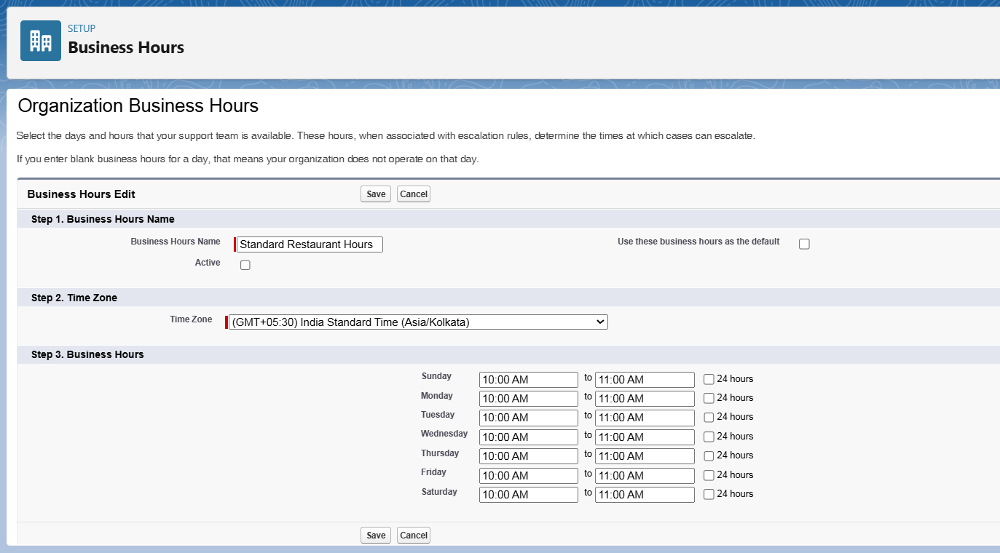 SETUP
Business Hours
Organization Business Hours
Select the days and hours that your support team is available. These hours, when associated with escalation rules, determine the times at which cases can escalate.
If you enter blank business hours for a day, that means your organization does not operate on that day.
Business Hours Edit Save Cancel
Step 1. Business Hours Name
Business Hours Name Standard Restaurant Hours Use these business hours as the default
Active
Step 2. Time Zone
Time Zone (GMT+05:30) India Standard Time (Asia/Kolkata)
Step 3. Business Hours
Sunday 10:00 AM to 11:00 AM 24 hours
Monday 10:00 AM to 11:00 AM 24 hours
Tuesday 10:00 AM to 11:00 AM 24 hours
Wednesday 10:00 AM to 11:00 AM 24 hours
Thursday 10:00 AM to 11:00 AM 24 hours
Friday 10:00 AM to 11:00 AM 24 hours
Saturday 10:00 AM to 11:00 AM 24 hours
Save Cancel